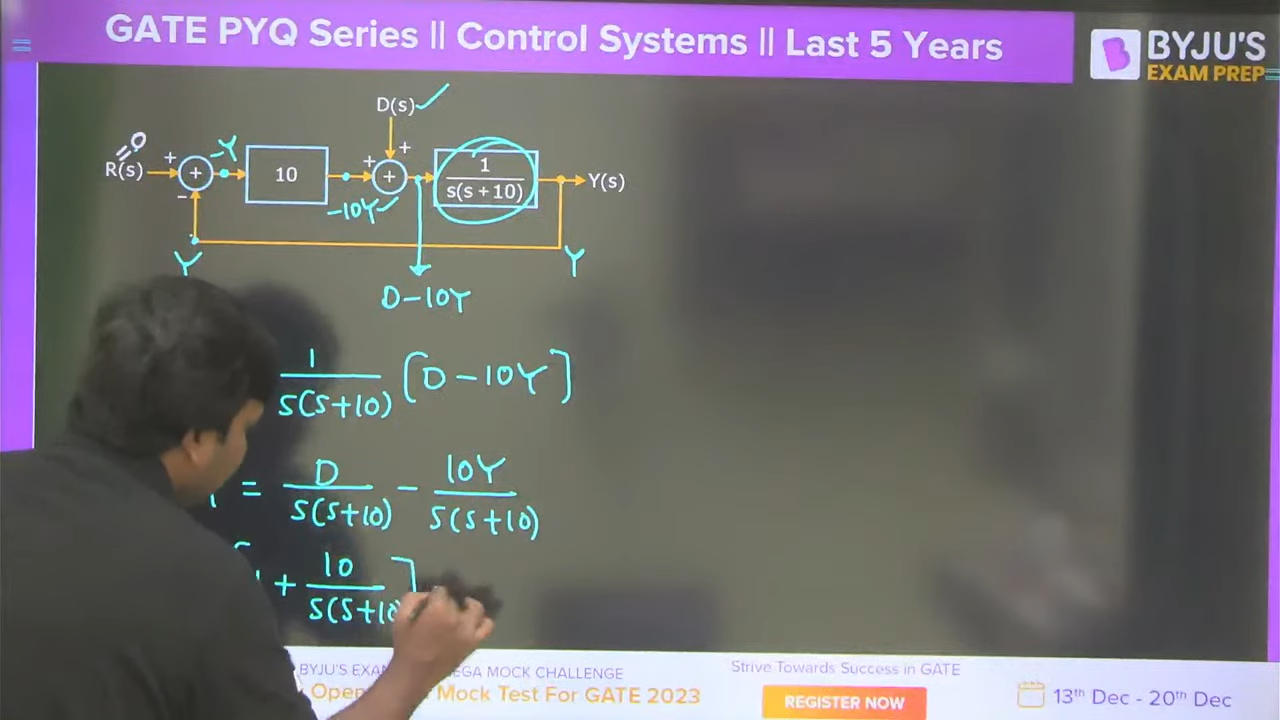 GATE PYQ Series || Control Systems || Last 5 Years
BYJU'S
EXAM PREP
D(s)
R(s)
=0
+
+
-
-Y
10
+
+
+
-10Y
1
s(s + 10)
Y(s)
Y
Y
D-10Y
1
s(s+10)
[D-10Y]
= D/s(s+10) - 10Y/s(s+10)
+ 10/s(s+10) ]
BYJU'S
MEGA MOCK CHALLENGE
Mock Test For GATE 2023
Strive Towards Success in GATE
REGISTER NOW
13th Dec - 20th Dec